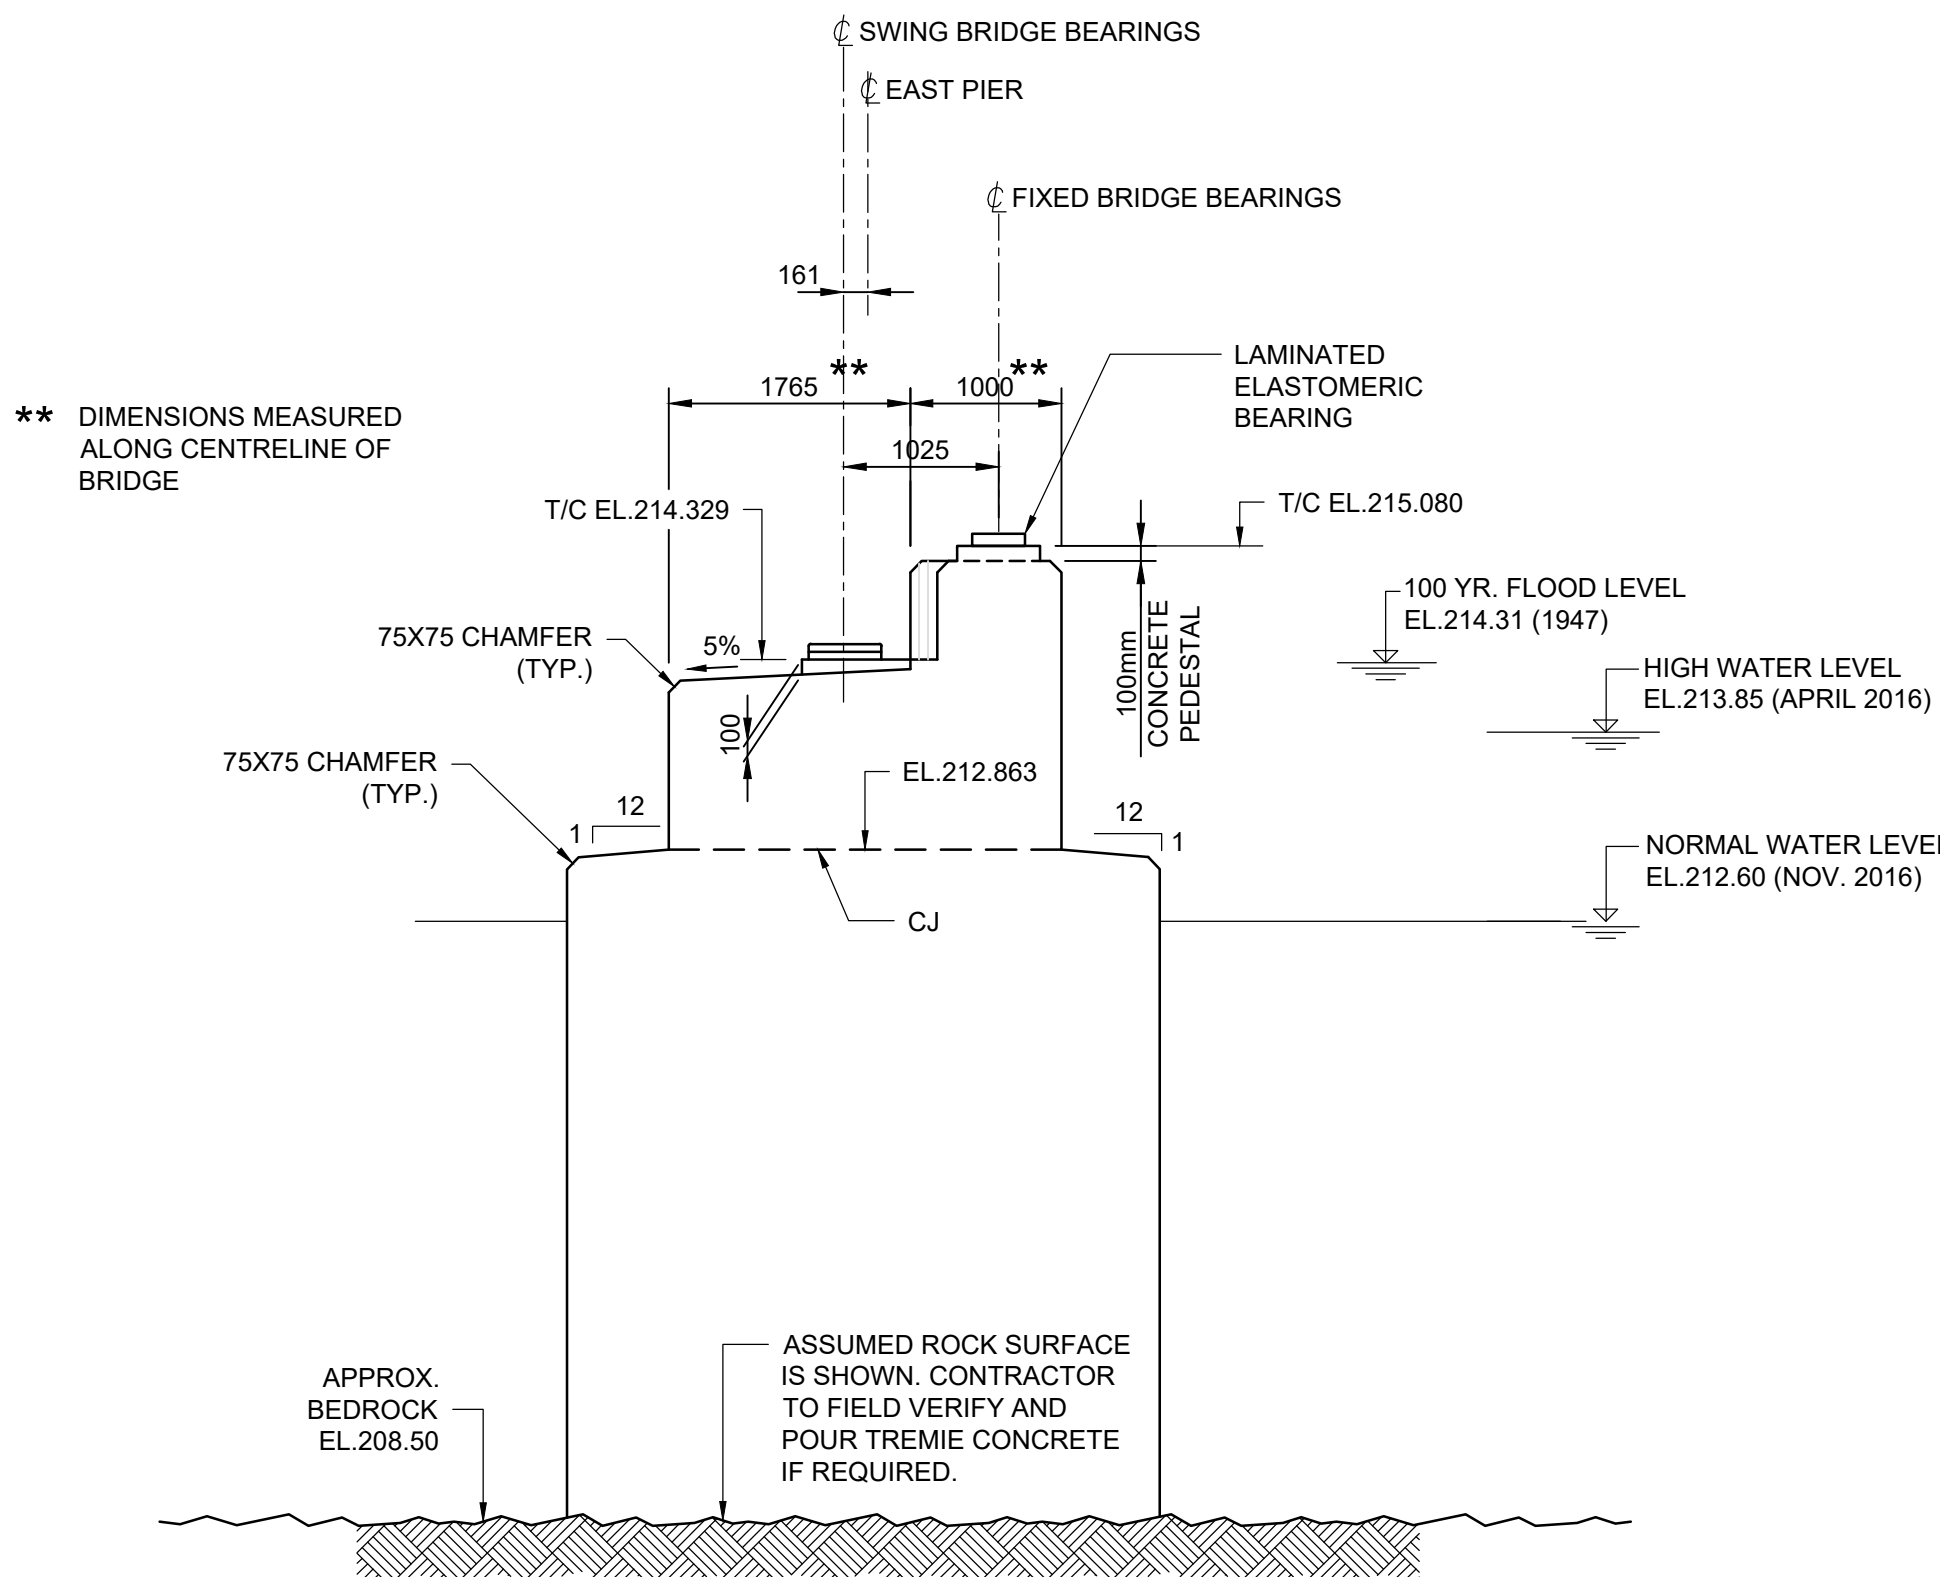 ℄ SWING BRIDGE BEARINGS
℄ EAST PIER
℄ FIXED BRIDGE BEARINGS
161
**
**
1765
1000
LAMINATED
ELASTOMERIC
BEARING
** DIMENSIONS MEASURED
ALONG CENTRELINE OF
BRIDGE
1025
T/C EL.214.329
T/C EL.215.080
100 YR. FLOOD LEVEL
EL.214.31 (1947)
75X75 CHAMFER
(TYP.)
5%
100mm
CONCRETE
PEDESTAL
HIGH WATER LEVEL
EL.213.85 (APRIL 2016)
100
75X75 CHAMFER
(TYP.)
EL.212.863
12
1
12
1
NORMAL WATER LEVEL
EL.212.60 (NOV. 2016)
CJ
ASSUMED ROCK SURFACE
IS SHOWN. CONTRACTOR
TO FIELD VERIFY AND
POUR TREMIE CONCRETE
IF REQUIRED.
APPROX.
BEDROCK
EL.208.50